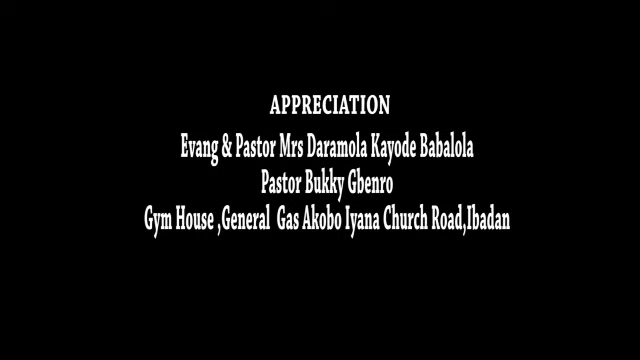 APPRECIATION
Evang & Pastor Mrs Daramola Kayode Babalola
Pastor Bukky Gbenro
Gym House ,General  Gas Akobo Iyana Church Road,Ibadan